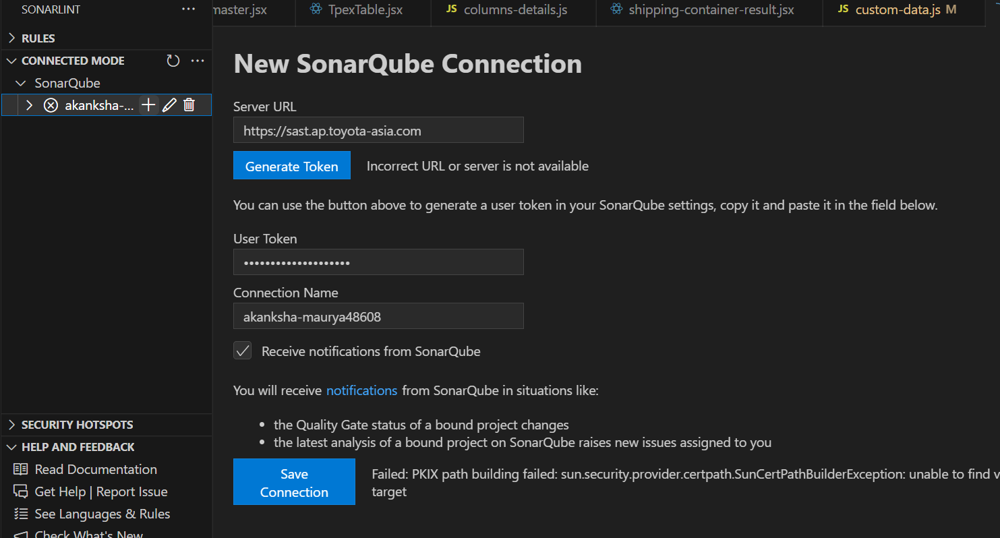 SONARLINT
master.jsx
TpexTable.jsx
JS columns-details.js
shipping-container-result.jsx
JS custom-data.js M
RULES
CONNECTED MODE
SonarQube
akanksha-...
New SonarQube Connection
Server URL
https://sast.ap.toyota-asia.com
Generate Token
Incorrect URL or server is not available
You can use the button above to generate a user token in your SonarQube settings, copy it and paste it in the field below.
User Token
Connection Name
akanksha-maurya48608
Receive notifications from SonarQube
You will receive notifications from SonarQube in situations like:
• the Quality Gate status of a bound project changes
• the latest analysis of a bound project on SonarQube raises new issues assigned to you
Save
Connection
Failed: PKIX path building failed: sun.security.provider.certpath.SunCertPathBuilderException: unable to find
target
SECURITY HOTSPOTS
HELP AND FEEDBACK
Read Documentation
Get Help | Report Issue
See Languages & Rules
Check What's New